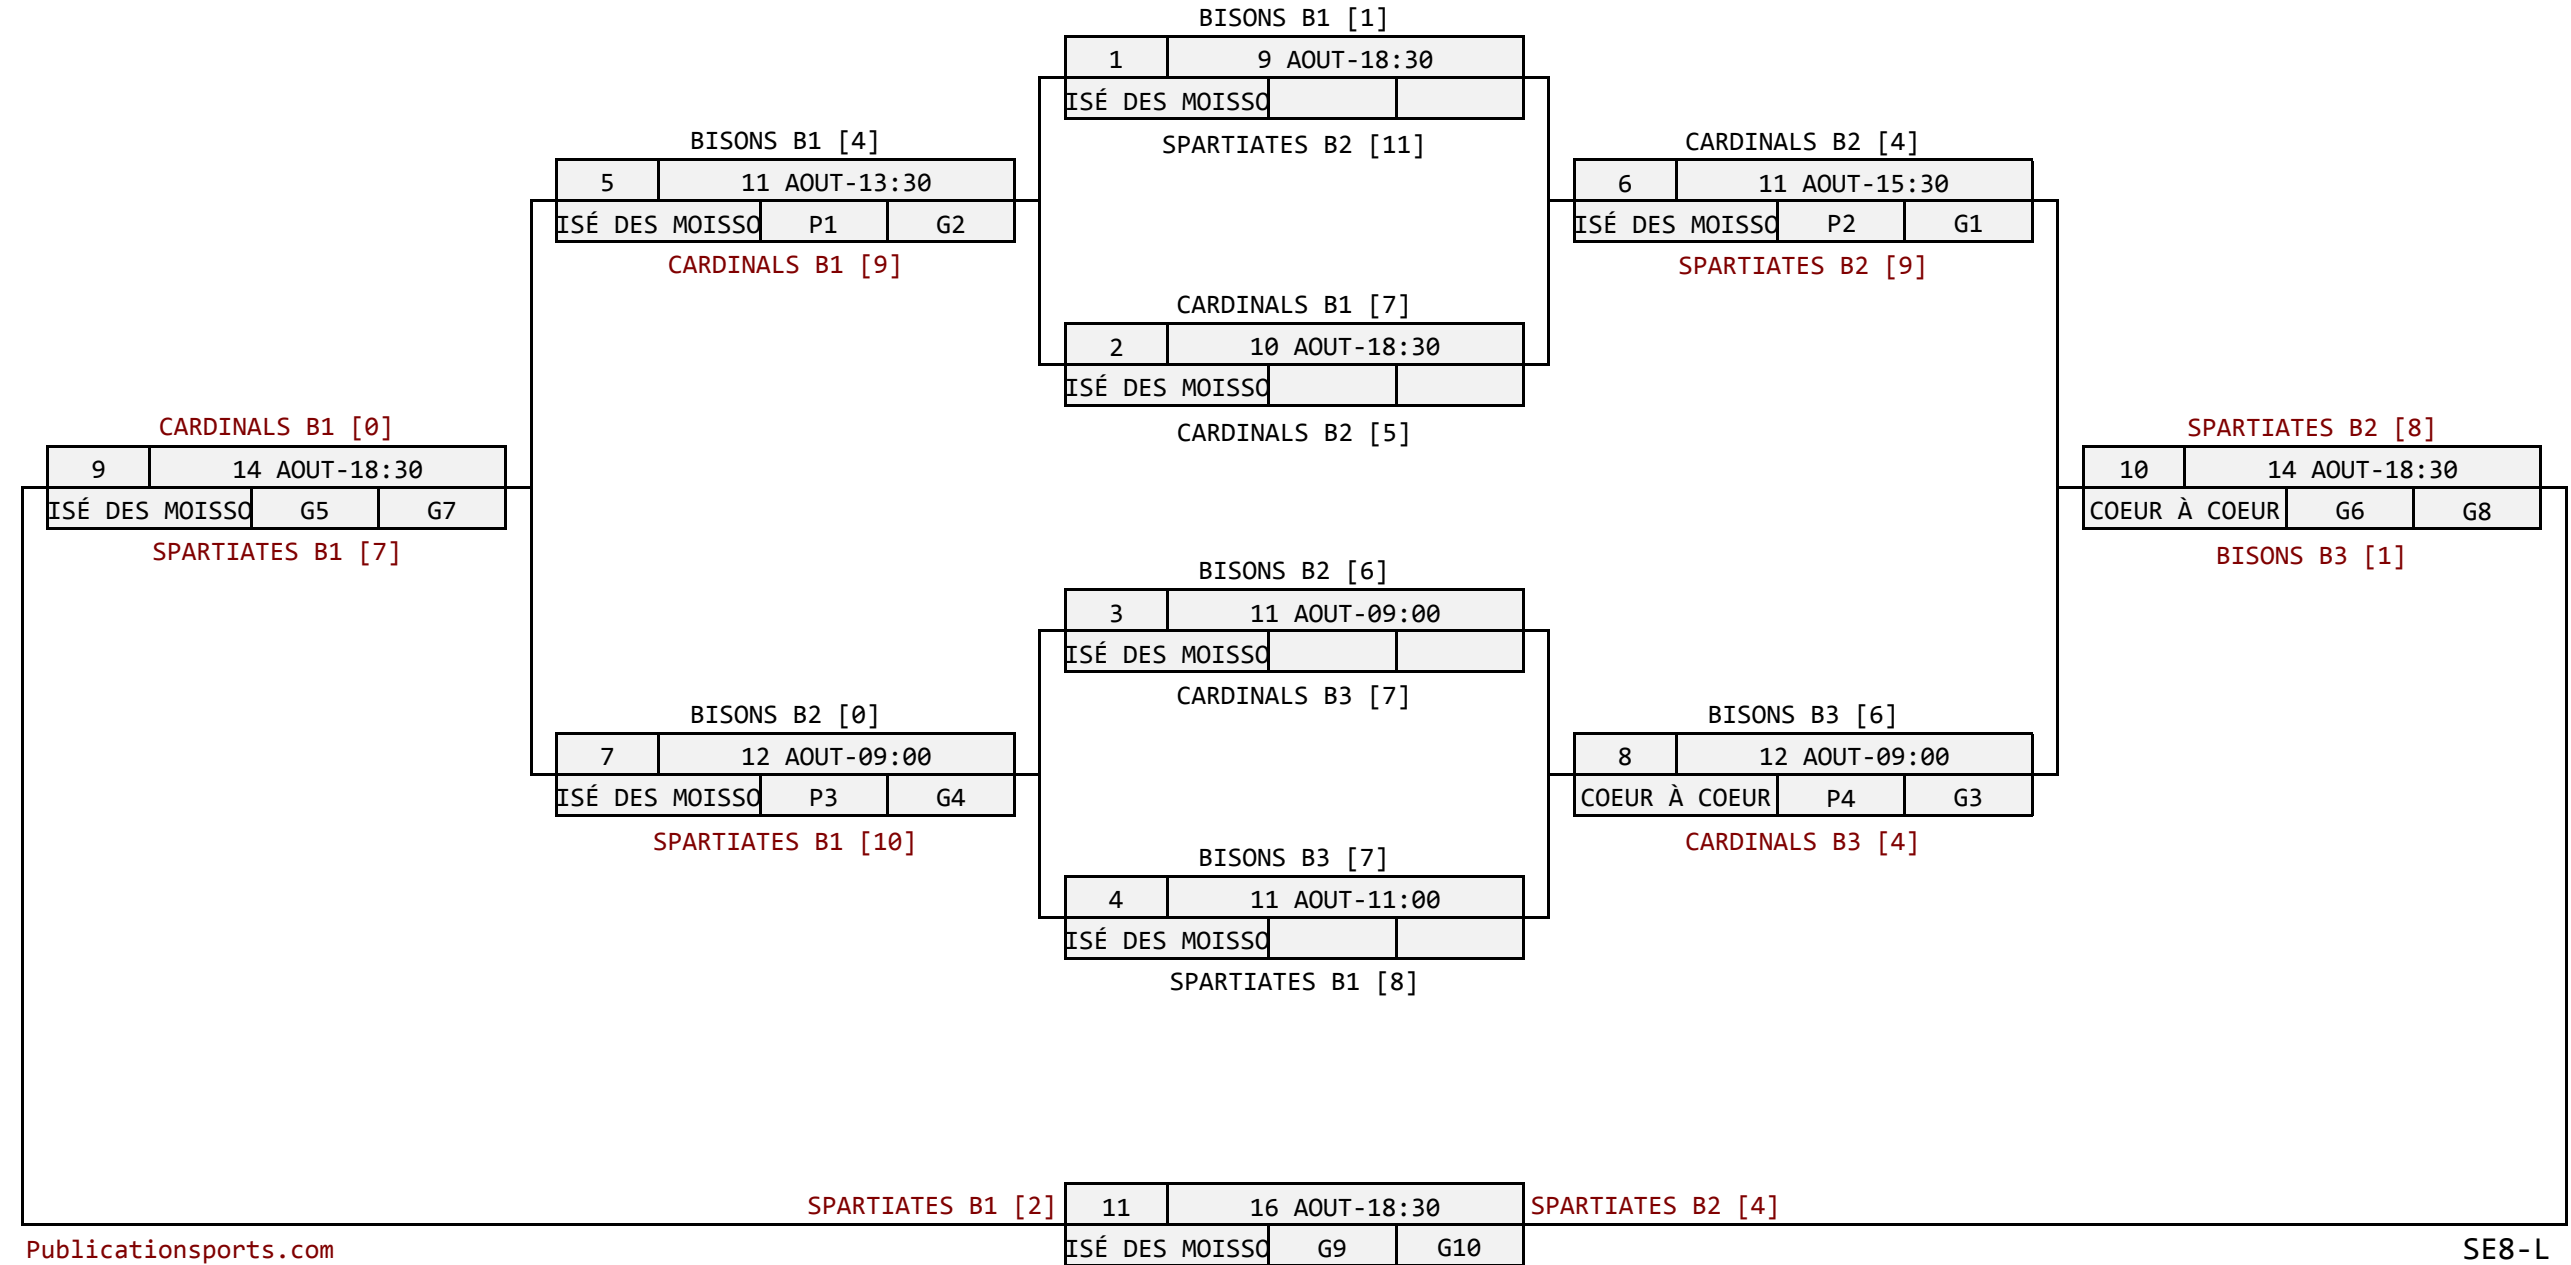 BISONS B1 [1]
1 9 AOUT-18:30
ISÉ DES MOISSO
SPARTIATES B2 [11]
BISONS B1 [4]
5 11 AOUT-13:30
ISÉ DES MOISSO P1 G2
CARDINALS B1 [9]
CARDINALS B2 [4]
6 11 AOUT-15:30
ISÉ DES MOISSO P2 G1
SPARTIATES B2 [9]
CARDINALS B1 [7]
2 10 AOUT-18:30
ISÉ DES MOISSO
CARDINALS B2 [5]
CARDINALS B1 [0]
9 14 AOUT-18:30
ISÉ DES MOISSO G5 G7
SPARTIATES B1 [7]
SPARTIATES B2 [8]
10 14 AOUT-18:30
COEUR À COEUR G6 G8
BISONS B3 [1]
BISONS B2 [6]
3 11 AOUT-09:00
ISÉ DES MOISSO
CARDINALS B3 [7]
BISONS B2 [0]
7 12 AOUT-09:00
ISÉ DES MOISSO P3 G4
SPARTIATES B1 [10]
BISONS B3 [6]
8 12 AOUT-09:00
COEUR À COEUR P4 G3
CARDINALS B3 [4]
BISONS B3 [7]
4 11 AOUT-11:00
ISÉ DES MOISSO
SPARTIATES B1 [8]
SPARTIATES B1 [2] 11 16 AOUT-18:30 SPARTIATES B2 [4]
ISÉ DES MOISSO G9 G10
Publicationsports.com
SE8-L